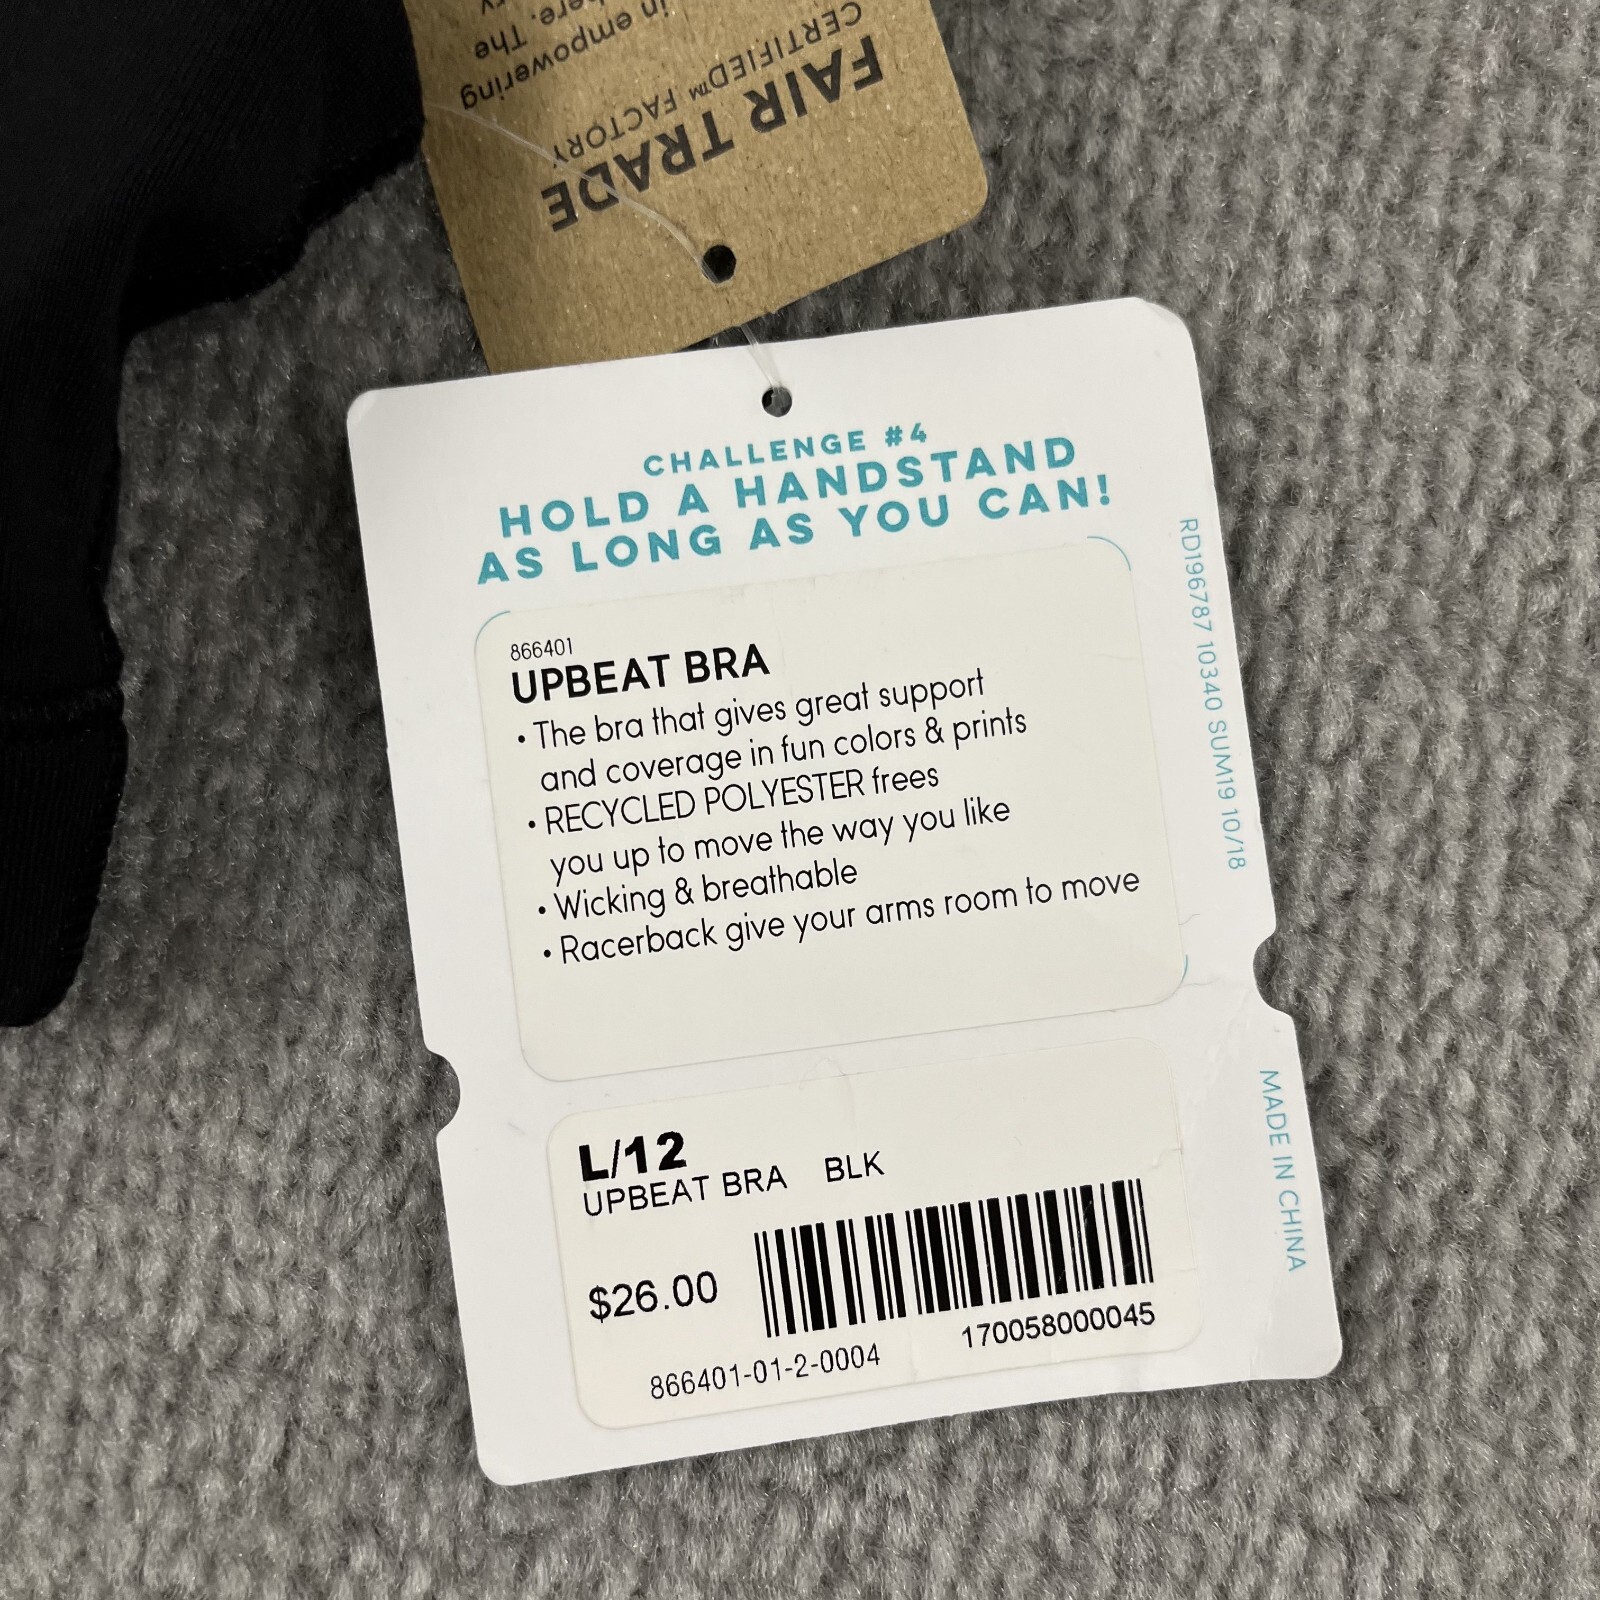 FAIR TRADE
CERTIFIED™ FACTORY
in empowering
here. The
CHALLENGE #4
HOLD A HANDSTAND
AS LONG AS YOU CAN!
866401
UPBEAT BRA
• The bra that gives great support
and coverage in fun colors & prints
• RECYCLED POLYESTER frees
you up to move the way you like
• Wicking & breathable
• Racerback give your arms room to move
RD196787 10340 SUM19 10/18
L/12
UPBEAT BRA BLK
$26.00
866401-01-2-0004
170058000045
MADE IN CHINA